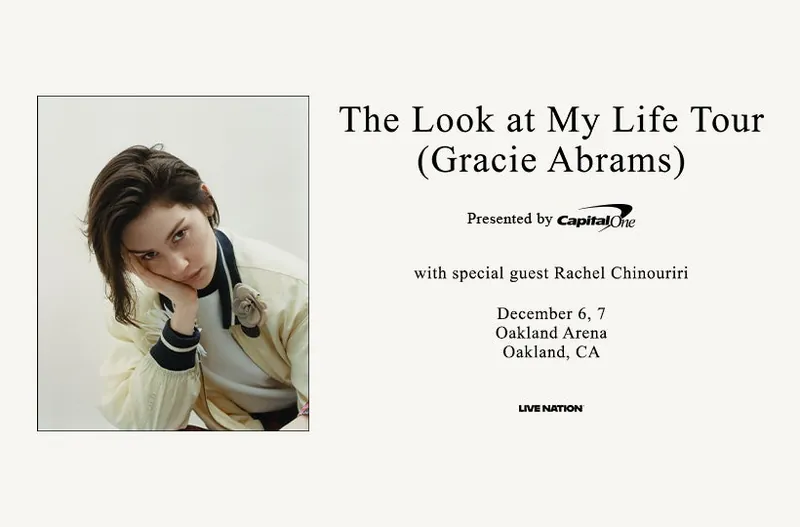 The Look at My Life Tour
(Gracie Abrams)
Presented by Capital One
with special guest Rachel Chinouriri
December 6, 7
Oakland Arena
Oakland, CA
LIVE NATION